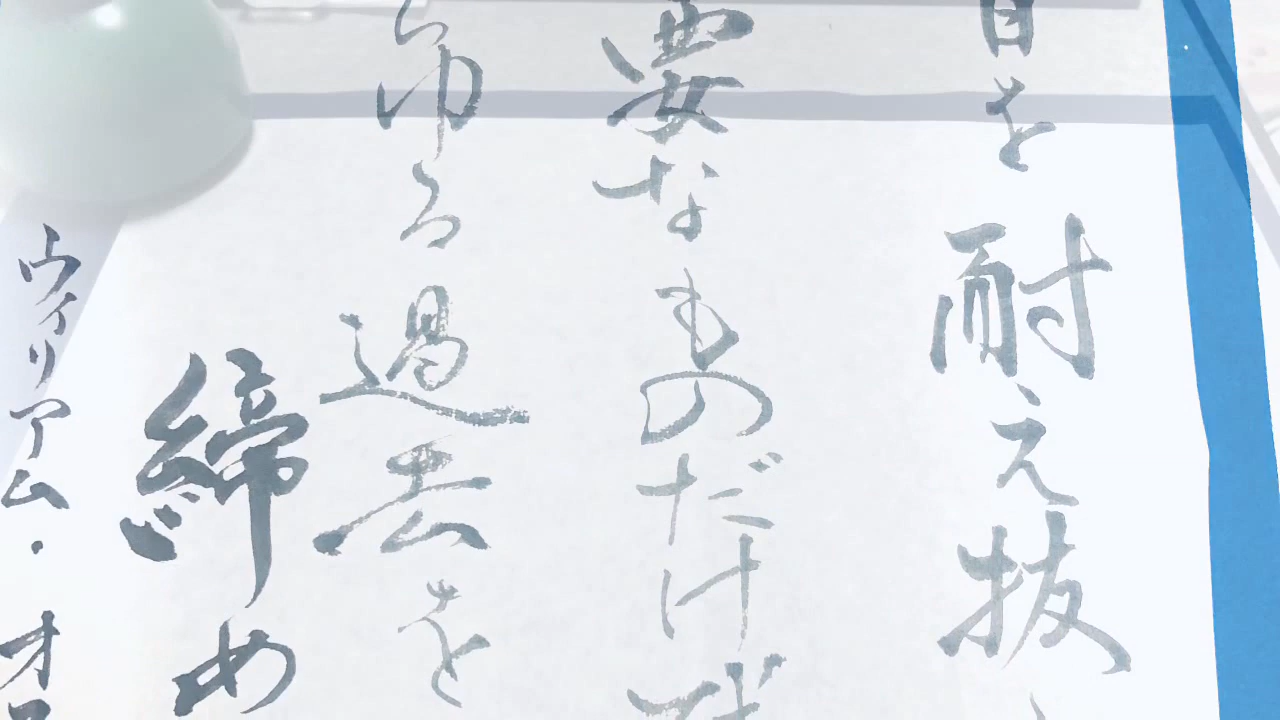 日を耐え抜
要なものだけ
ゆる過去を
締め
ウィリアム・オ